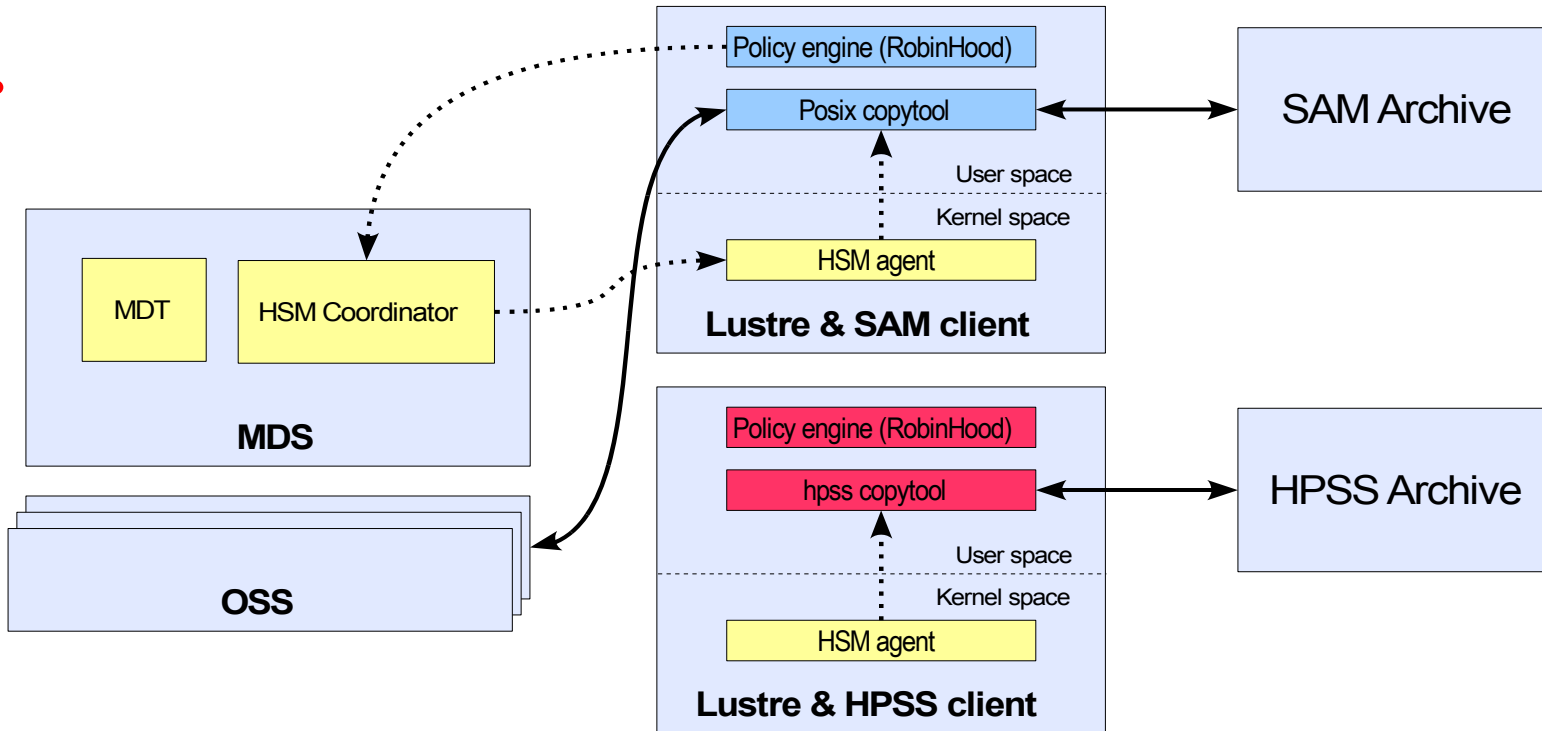 Policy engine (RobinHood)
Posix copytool
User space
Kernel space
HSM agent
Lustre & SAM client
SAM Archive
MDT
HSM Coordinator
MDS
OSS
Policy engine (RobinHood)
hpss copytool
User space
Kernel space
HSM agent
Lustre & HPSS client
HPSS Archive